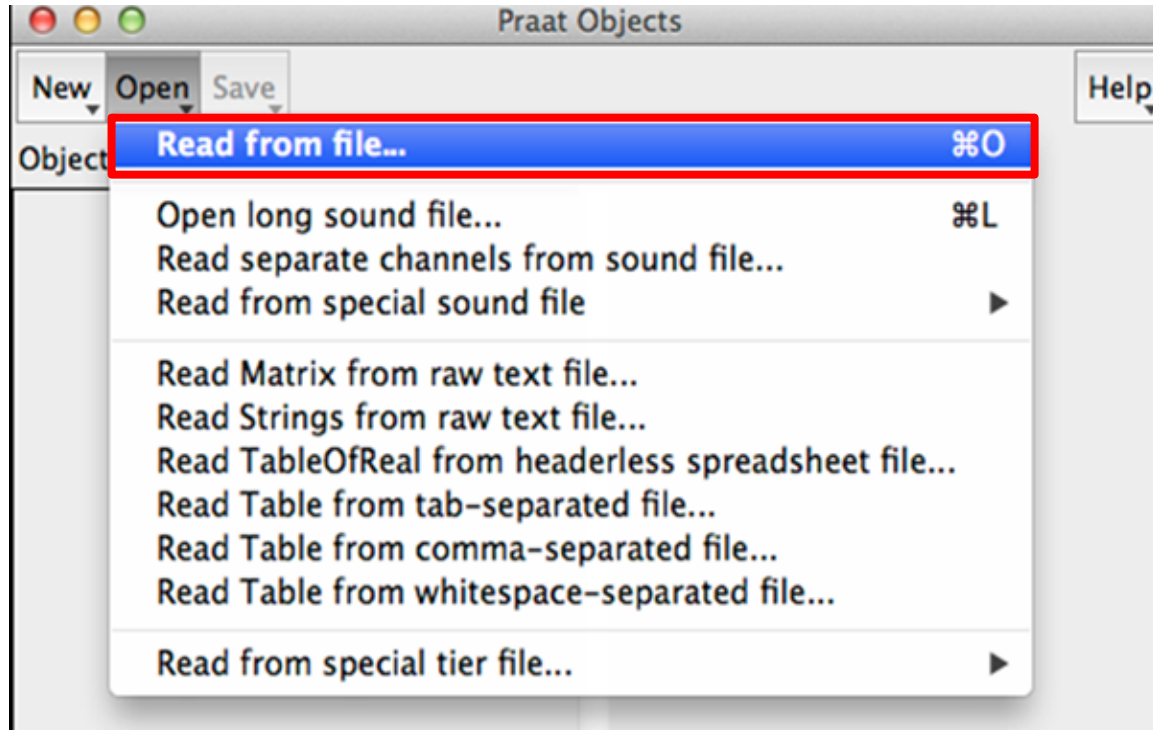 Praat Objects
New Open Save Help
Object
Read from file... ⌘O
Open long sound file... ⌘L
Read separate channels from sound file...
Read from special sound file ▶
Read Matrix from raw text file...
Read Strings from raw text file...
Read TableOfReal from headerless spreadsheet file...
Read Table from tab-separated file...
Read Table from comma-separated file...
Read Table from whitespace-separated file...
Read from special tier file... ▶